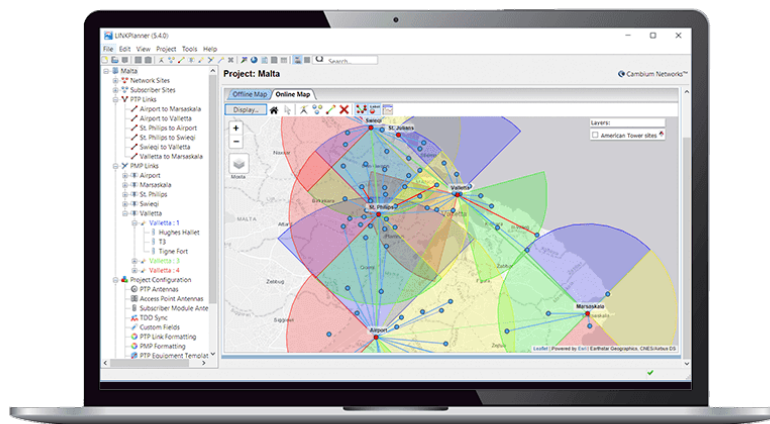 LINKPlanner (5.4.0)
File Edit View Project Tools Help
Search...
Malta
Network Sites
Subscriber Sites
PTP Links
Airport to Marsaskala
Airport to Valletta
St. Philips to Airport
St. Philips to Swieqi
Swieqi to Valletta
Valletta to Marsaskala
PMP Links
Airport
Marsaskala
St. Philips
Swieqi
Valletta
Valletta : 1
Hughes Hallet
T3
Tigne Fort
Valletta : 3
Valletta : 4
Project Configuration
PTP Antennas
Access Point Antennas
Subscriber Module Ante
TDD Sync
Custom Fields
PTP Link Formatting
PMP Formatting
PTP Equipment Templat
Project: Malta
Cambium Networks™
Offline Map Online Map
Display...
Layers:
American Tower sites
Swieqi
St. Julians
Valletta
St. Philips
Marsaskala
Airport
Attard
Zebbug
Siggiewi
Zejtun
Leaflet | Powered by Esri | Earthstar Geographics, CNES/Airbus DS